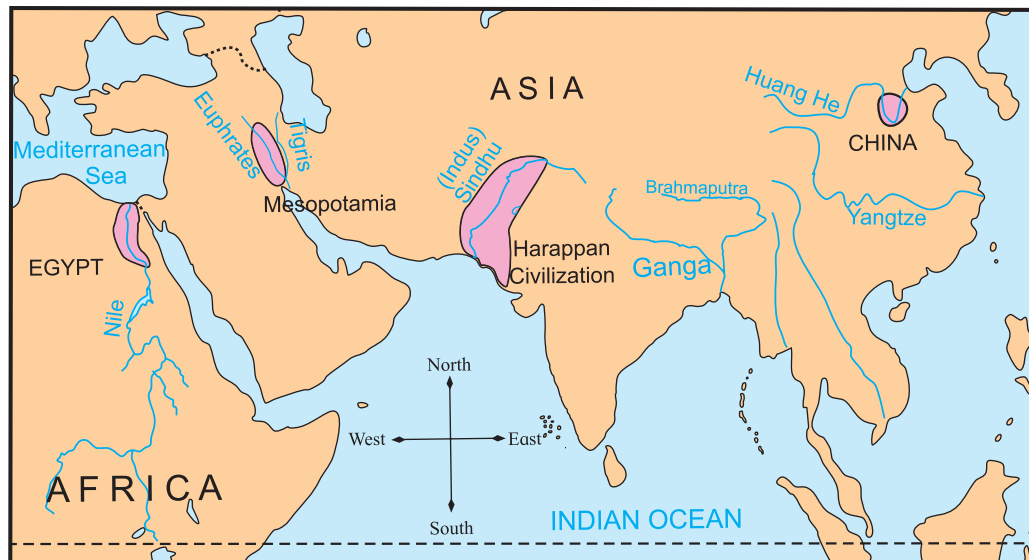 ASIA
Huang He
CHINA
Euphrates
Tigris
Mediterranean
Sea
(Indus)
Sindhu
Mesopotamia
Brahmaputra
Yangtze
EGYPT
Harappan
Civilization
Ganga
Nile
North
West
East
South
AFRICA
INDIAN OCEAN